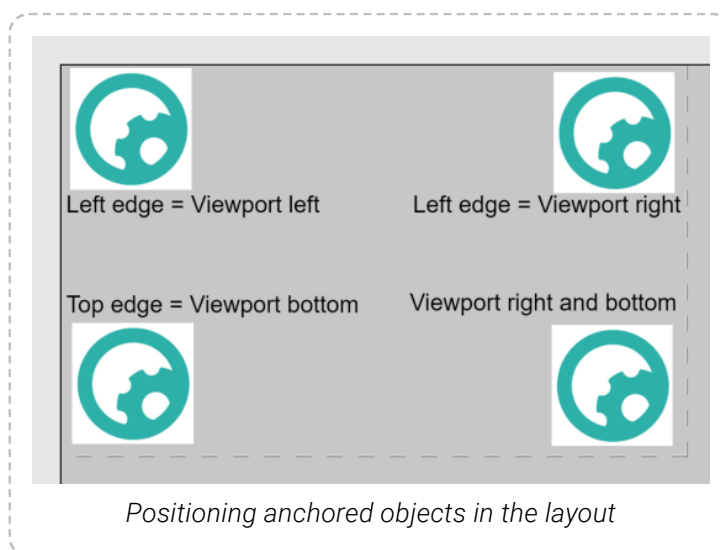 Left edge = Viewport left
Left edge = Viewport right
Top edge = Viewport bottom
Viewport right and bottom
Positioning anchored objects in the layout